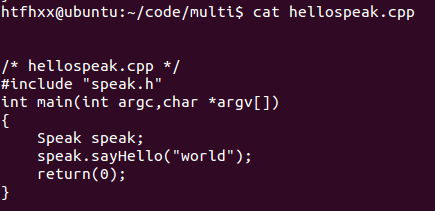 htfhxx@ubuntu:~/code/multi$ cat hellospeak.cpp
/* hellospeak.cpp */
#include "speak.h"
int main(int argc,char *argv[])
{
    Speak speak;
    speak.sayHello("world");
    return(0);
}